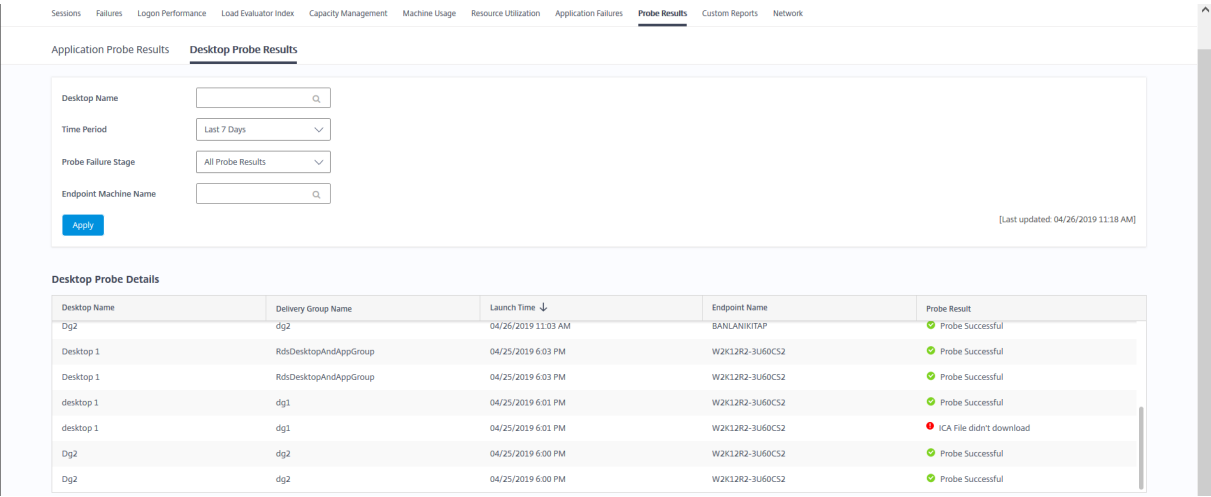 Sessions Failures Logon Performance Load Evaluator Index Capacity Management Machine Usage Resource Utilization Application Failures Probe Results Custom Reports Network
Application Probe Results Desktop Probe Results
Desktop Name
Time Period Last 7 Days
Probe Failure Stage All Probe Results
Endpoint Machine Name
Apply [Last updated: 04/26/2019 11:18 AM]
Desktop Probe Details
Desktop Name Delivery Group Name Launch Time ↓ Endpoint Name Probe Result
Dg2 dg2 04/26/2019 11:03 AM BANLANIKITAP Probe Successful
Desktop 1 RdsDesktopAndAppGroup 04/25/2019 6:03 PM W2K12R2-3U60CS2 Probe Successful
Desktop 1 RdsDesktopAndAppGroup 04/25/2019 6:03 PM W2K12R2-3U60CS2 Probe Successful
desktop 1 dg1 04/25/2019 6:01 PM W2K12R2-3U60CS2 Probe Successful
desktop 1 dg1 04/25/2019 6:01 PM W2K12R2-3U60CS2 ICA File didn't download
Dg2 dg2 04/25/2019 6:00 PM W2K12R2-3U60CS2 Probe Successful
Dg2 dg2 04/25/2019 6:00 PM W2K12R2-3U60CS2 Probe Successful